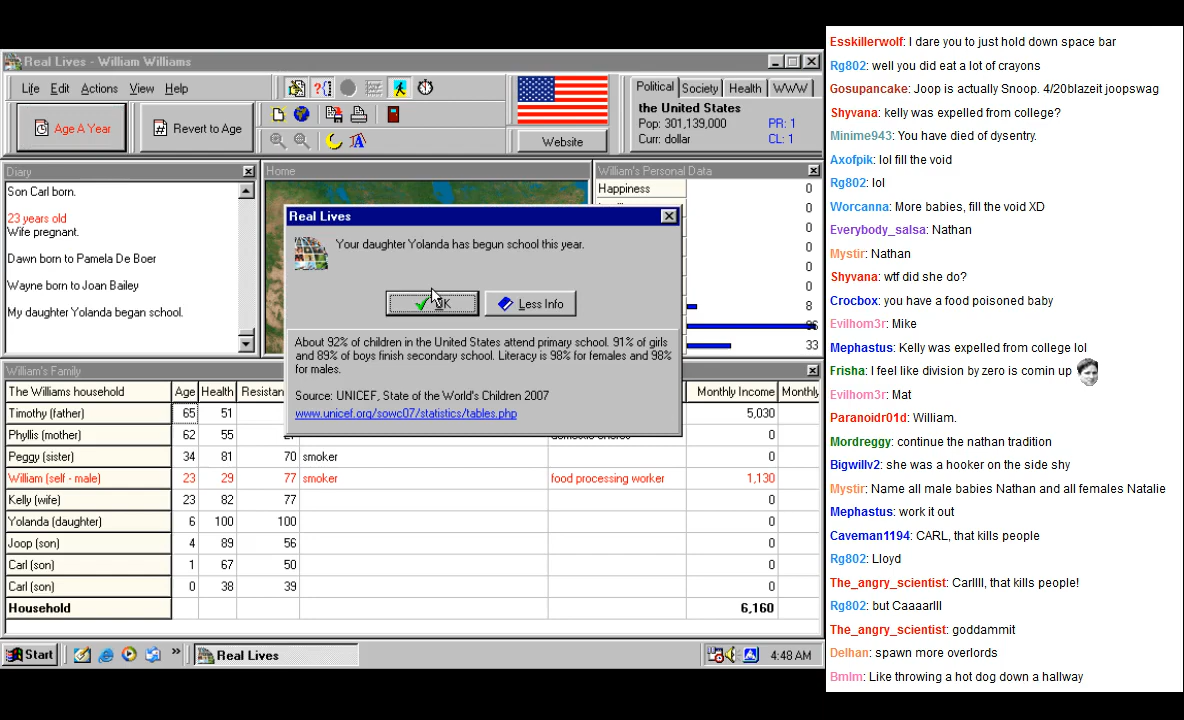 Real Lives - William Williams
Life Edit Actions View Help
Age A Year
Revert to Age
Website
Political Society Health WWW
the United States
Pop: 301,139,000 PR: 1
Curr: dollar CL: 1
Diary
Son Carl born.
23 years old
Wife pregnant.
Dawn born to Pamela De Boer
Wayne born to Joan Bailey
My daughter Yolanda began school.
Home
William's Personal Data
Happiness 0
0
0
0
0
0
8
33
Real Lives
Your daughter Yolanda has begun school this year.
OK
Less Info
About 92% of children in the United States attend primary school. 91% of girls
and 89% of boys finish secondary school. Literacy is 98% for females and 98%
for males.
Source: UNICEF, State of the World's Children 2007
www.unicef.org/sowc07/statistics/tables.php
William's Family
The Williams household Age Health Resistan Monthly Income Monthly
Timothy (father) 65 51 5,030
Phyllis (mother) 62 55 0
Peggy (sister) 34 81 70 smoker 0
William (self - male) 23 29 77 smoker food processing worker 1,130
Kelly (wife) 23 82 77 0
Yolanda (daughter) 6 100 100 0
Joop (son) 4 89 56 0
Carl (son) 1 67 50 0
Carl (son) 0 38 39 0
Household 6,160
Start
Real Lives
4:48 AM
Esskillerwolf: I dare you to just hold down space bar
Rg802: well you did eat a lot of crayons
Gosupancake: Joop is actually Snoop. 4/20blazeit joopswag
Shyvana: kelly was expelled from college?
Minime943: You have died of dysentry.
Axofpik: lol fill the void
Rg802: lol
Worcanna: More babies, fill the void XD
Everybody_salsa: Nathan
Mystir: Nathan
Shyvana: wtf did she do?
Crocbox: you have a food poisoned baby
Evilhom3r: Mike
Mephastus: Kelly was expelled from college lol
Frisha: I feel like division by zero is comin up
Evilhom3r: Mat
Paranoidr01d: William.
Mordreggy: continue the nathan tradition
Bigwillv2: she was a hooker on the side shy
Mystir: Name all male babies Nathan and all females Natalie
Mephastus: work it out
Caveman1194: CARL, that kills people
Rg802: Lloyd
The_angry_scientist: Carllll, that kills people!
Rg802: but Caaaarlll
The_angry_scientist: goddammit
Delhan: spawn more overlords
Bmlm: Like throwing a hot dog down a hallway